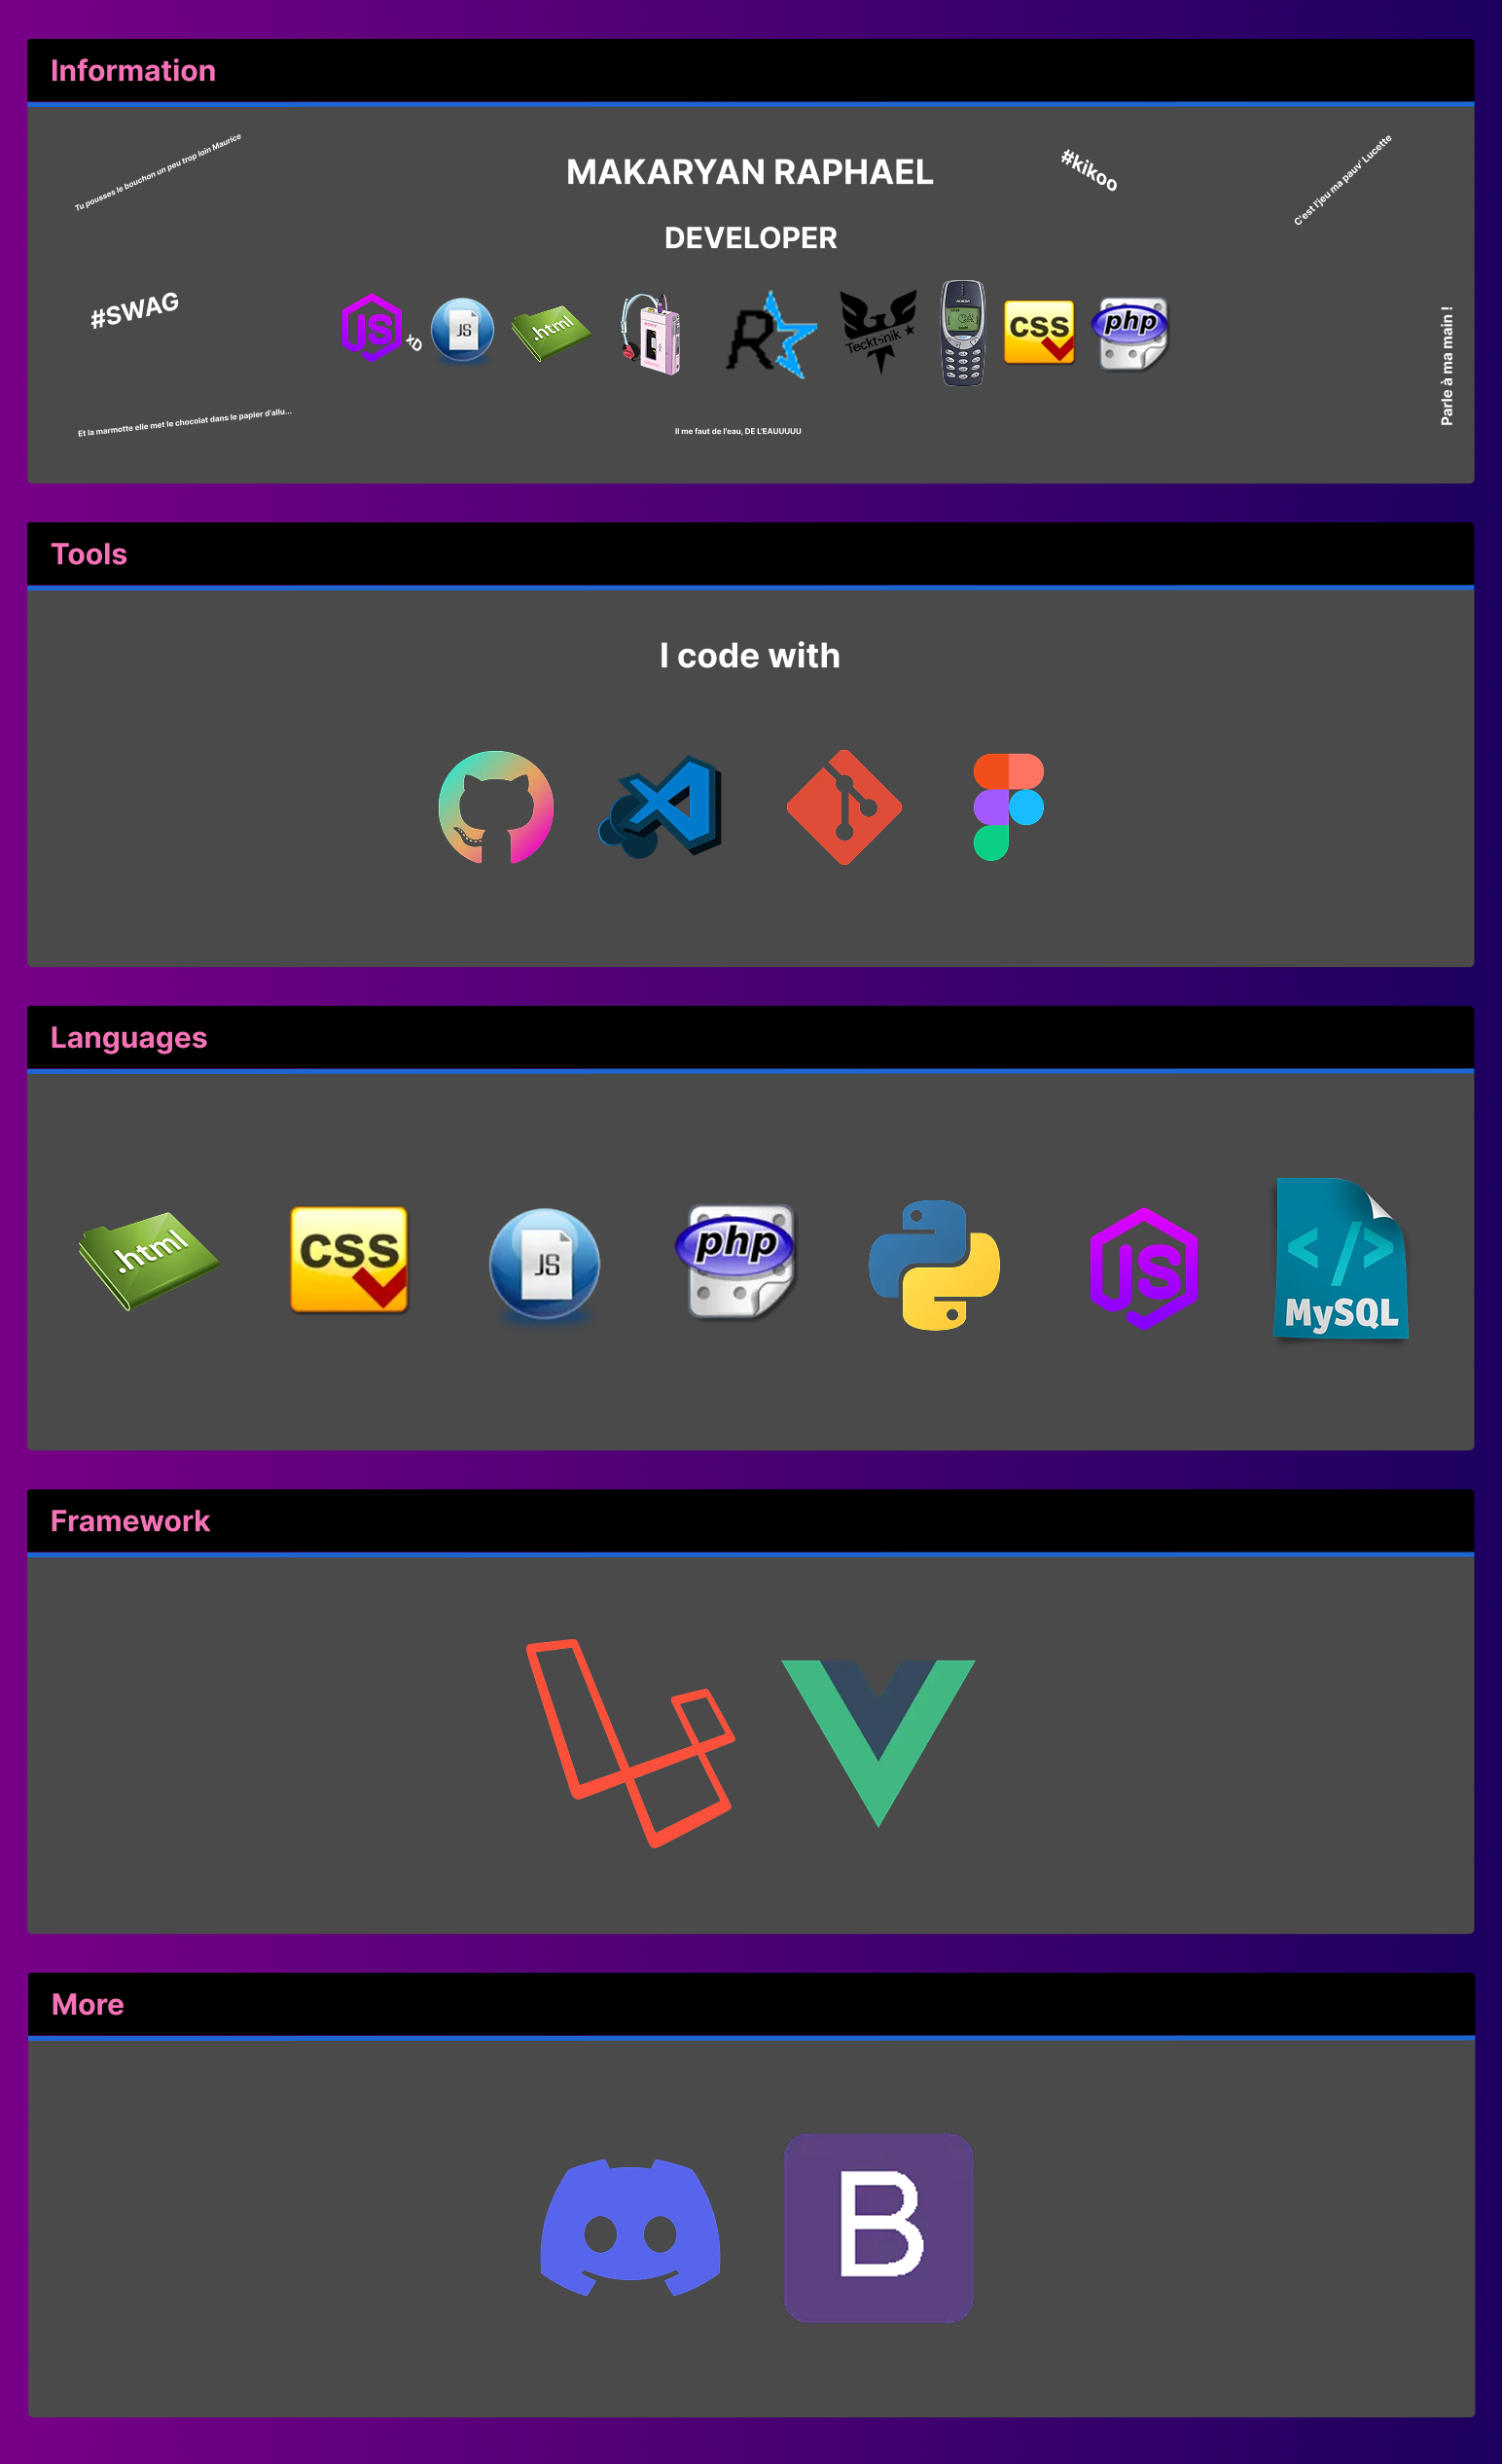 Information
Tu pousses le bouchon un peu trop loin Maurice
MAKARYAN RAPHAEL
#kikoo
C'est l'jeu ma pauv' Lucette
DEVELOPER
#SWAG
JS
xD
JS
.html
R
Tecktonik
NOKIA
CSS
php
Parle à ma main !
Et la marmotte elle met le chocolat dans le papier d'allu...
Il me faut de l'eau, DE L'EAUUUUU
Tools
I code with
Languages
.html
CSS
JS
php
JS
</>
MySQL
Framework
More
B